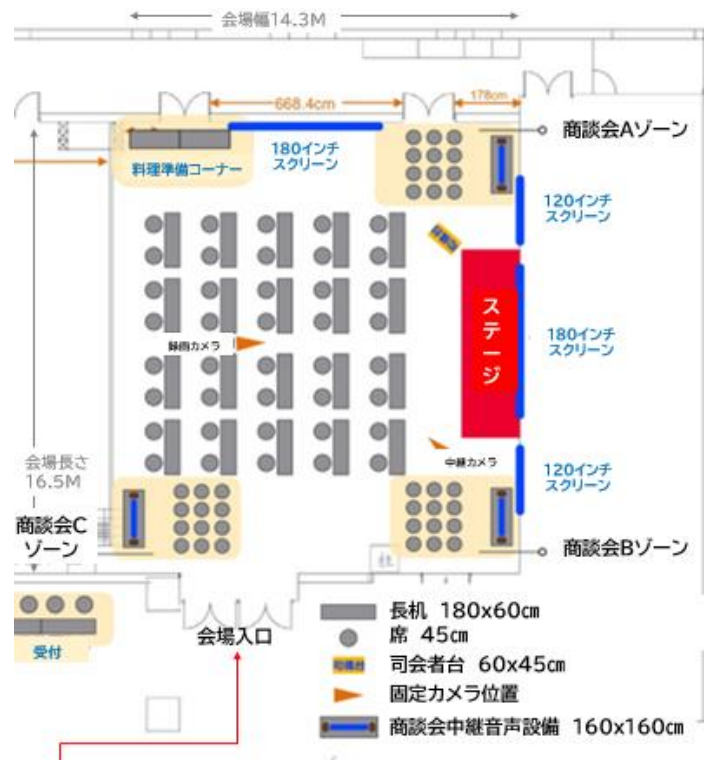 会場幅14.3M
668.4cm
178cm
商談会Aゾーン
料理準備コーナー
180インチ
スクリーン
120インチ
スクリーン
司会台
ステージ
録画カメラ
180インチ
スクリーン
会場長さ
16.5M
中継カメラ
120インチ
スクリーン
商談会C
ゾーン
商談会Bゾーン
柱
会場入口
受付
長机 180x60㎝
席 45㎝
司会者台 60x45㎝
固定カメラ位置
商談会中継音声設備 160x160㎝